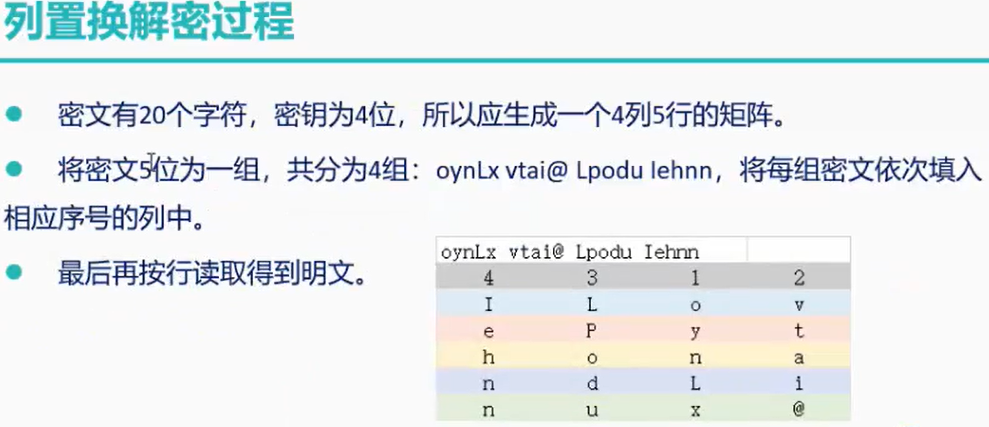 列置换解密过程
密文有20个字符，密钥为4位，所以应生成一个4列5行的矩阵。
将密文5位为一组，共分为4组：oynLx vtai@ Lpodu Iehnn，将每组密文依次填入
相应序号的列中。
最后再按行读取得到明文。
oynLx vtai@ Lpodu Iehnn
4 3 1 2
I L o v
e P y t
h o n a
n d L i
n u x @